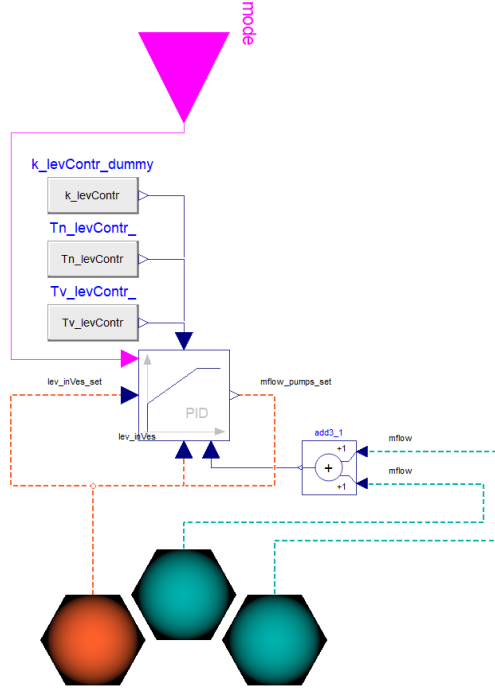 mode
k_levContr_dummy
k_levContr
Tn_levContr_
Tn_levContr
Tv_levContr_
Tv_levContr
lev_inVes_set
mflow_pumps_set
PID
lev_inVes
add3_1
+1
mflow
+
mflow
+1